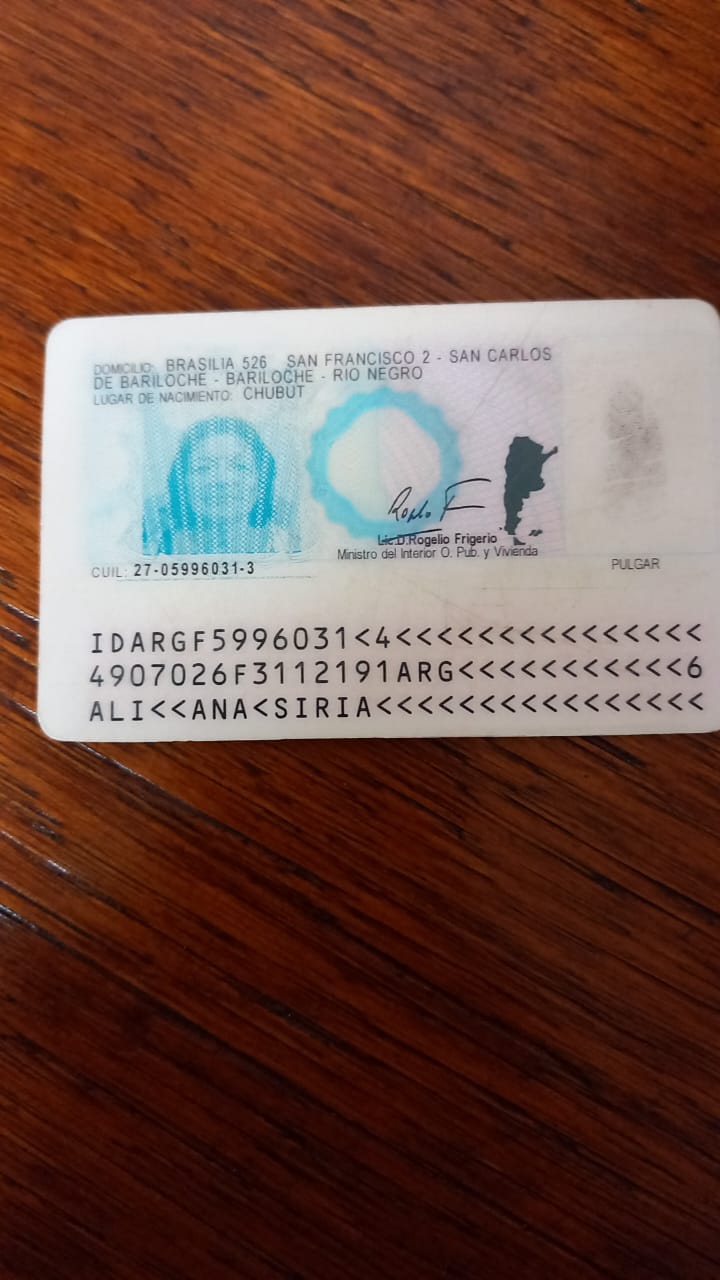 DOMICILIO: BRASILIA 526 SAN FRANCISCO 2 - SAN CARLOS
DE BARILOCHE - BARILOCHE - RIO NEGRO
LUGAR DE NACIMIENTO: CHUBUT
Lic.D.Rogelio Frigerio
Ministro del Interior O. Pub. y Vivienda
CUIL: 27-05996031-3
PULGAR
IDARGF5996031<4<<<<<<<<<<<<<<<
4907026F3112191ARG<<<<<<<<<<<6
ALI<<ANA<SIRIA<<<<<<<<<<<<<<<<